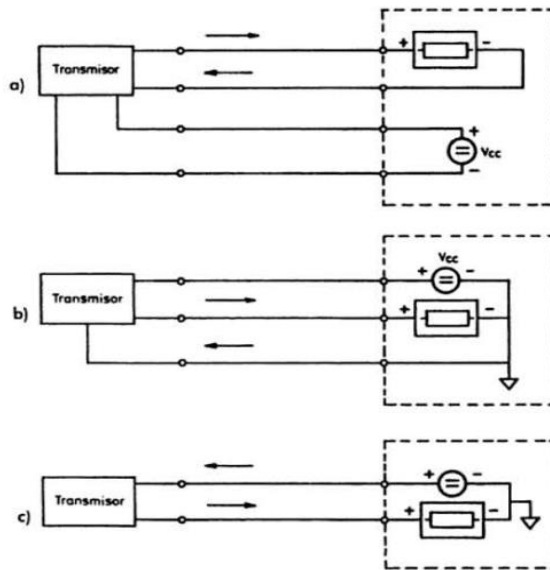 + -
Transmisor
a)
+
Vcc
-
Vcc
+ -
Transmisor
+ -
b)
+ -
Transmisor
+ -
c)